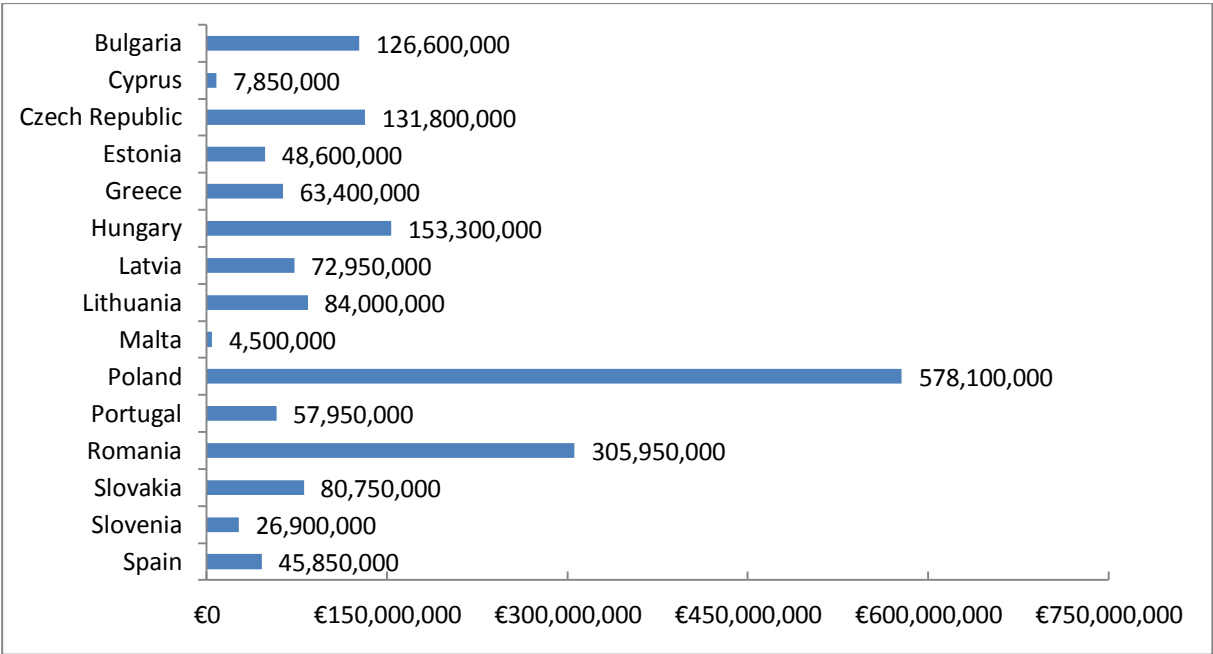 Bulgaria 126,600,000
Cyprus 7,850,000
Czech Republic 131,800,000
Estonia 48,600,000
Greece 63,400,000
Hungary 153,300,000
Latvia 72,950,000
Lithuania 84,000,000
Malta 4,500,000
Poland 578,100,000
Portugal 57,950,000
Romania 305,950,000
Slovakia 80,750,000
Slovenia 26,900,000
Spain 45,850,000
€0 €150,000,000 €300,000,000 €450,000,000 €600,000,000 €750,000,000